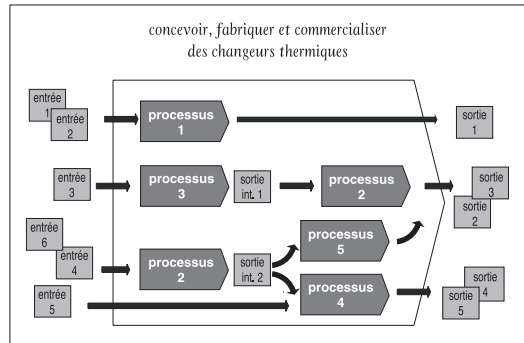 concevoir, fabriquer et commercialiser
des changeurs thermiques
entrée
1
entrée
2
processus
1
sortie
1
entrée
3
processus
3
sortie
int. 1
processus
2
sortie
3
sortie
2
entrée
6
entrée
4
processus
2
sortie
int. 2
processus
5
entrée
5
processus
4
sortie
4
sortie
5